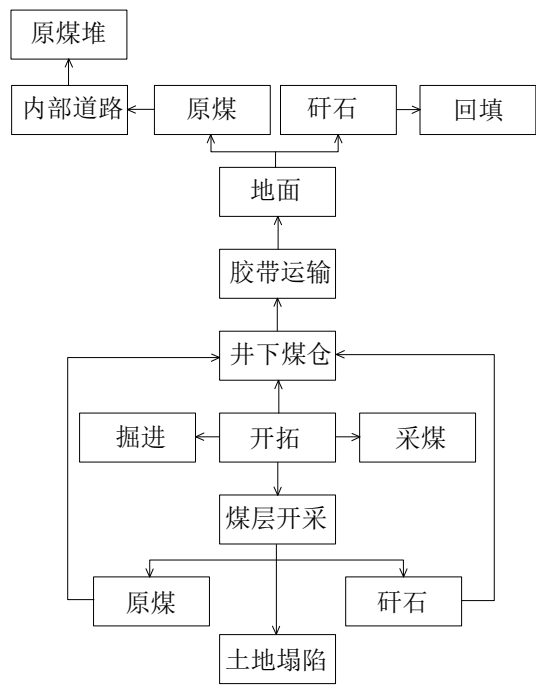 原煤堆
内部道路
原煤
矸石
回填
地面
胶带运输
井下煤仓
掘进
开拓
采煤
煤层开采
原煤
矸石
土地塌陷